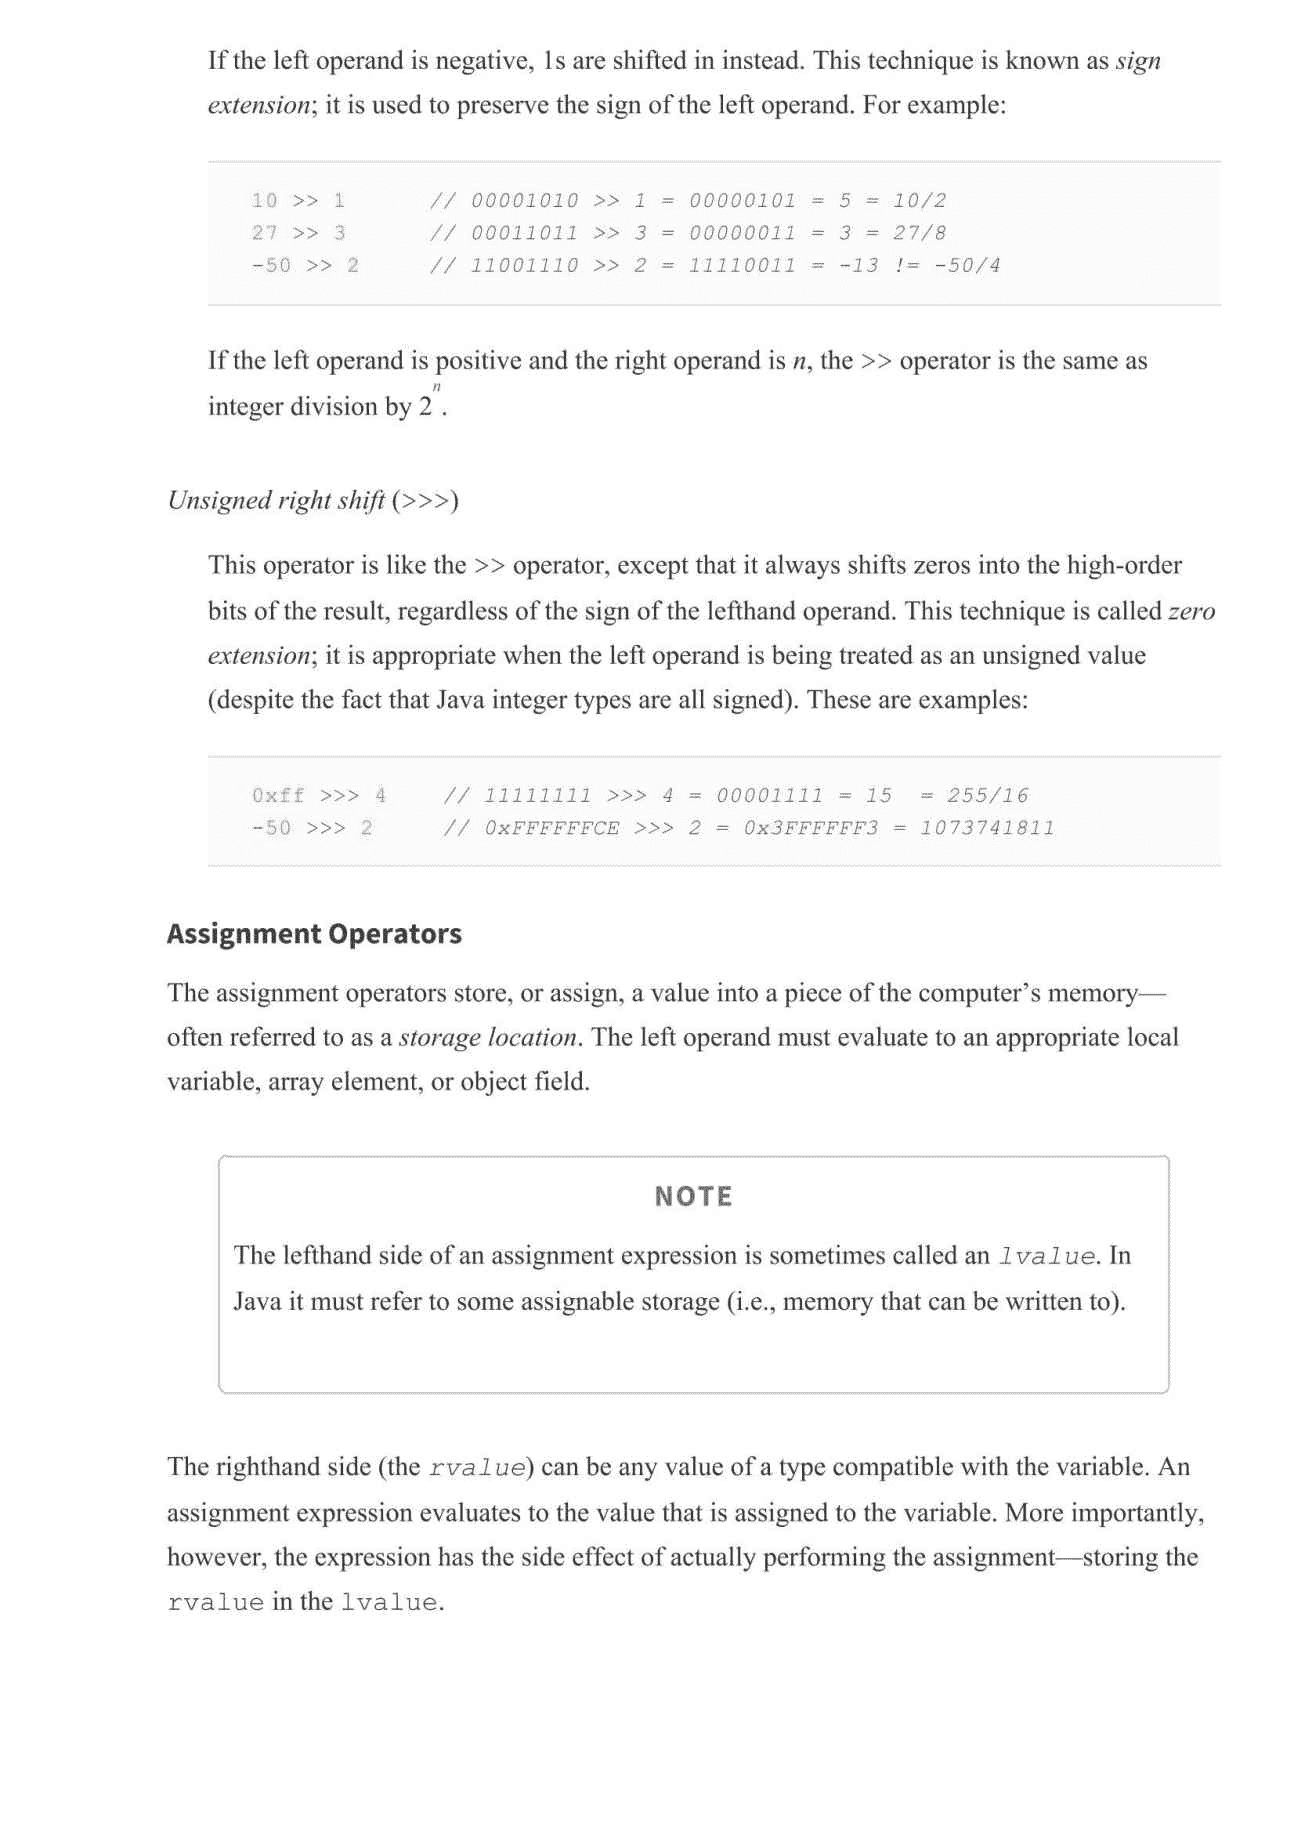 If the left operand is negative, 1s are shifted in instead. This technique is known as sign
extension; it is used to preserve the sign of the left operand. For example:
10 >> 1 // 00001010 >> 1 = 00000101 = 5 = 10/2
27 >> 3 // 00011011 >> 3 = 00000011 = 3 = 27/8
-50 >> 2 // 11001110 >> 2 = 11110011 = -13 != -50/4
If the left operand is positive and the right operand is n, the >> operator is the same as
integer division by 2n.
Unsigned right shift (>>>)
This operator is like the >> operator, except that it always shifts zeros into the high-order
bits of the result, regardless of the sign of the lefthand operand. This technique is called zero
extension; it is appropriate when the left operand is being treated as an unsigned value
(despite the fact that Java integer types are all signed). These are examples:
0xff >>> 4 // 11111111 >>> 4 = 00001111 = 15 = 255/16
-50 >>> 2 // 0xFFFFFFCE >>> 2 = 0x3FFFFFF3 = 1073741811
Assignment Operators
The assignment operators store, or assign, a value into a piece of the computer’s memory—
often referred to as a storage location. The left operand must evaluate to an appropriate local
variable, array element, or object field.
NOTE
The lefthand side of an assignment expression is sometimes called an lvalue. In
Java it must refer to some assignable storage (i.e., memory that can be written to).
The righthand side (the rvalue) can be any value of a type compatible with the variable. An
assignment expression evaluates to the value that is assigned to the variable. More importantly,
however, the expression has the side effect of actually performing the assignment—storing the
rvalue in the lvalue.